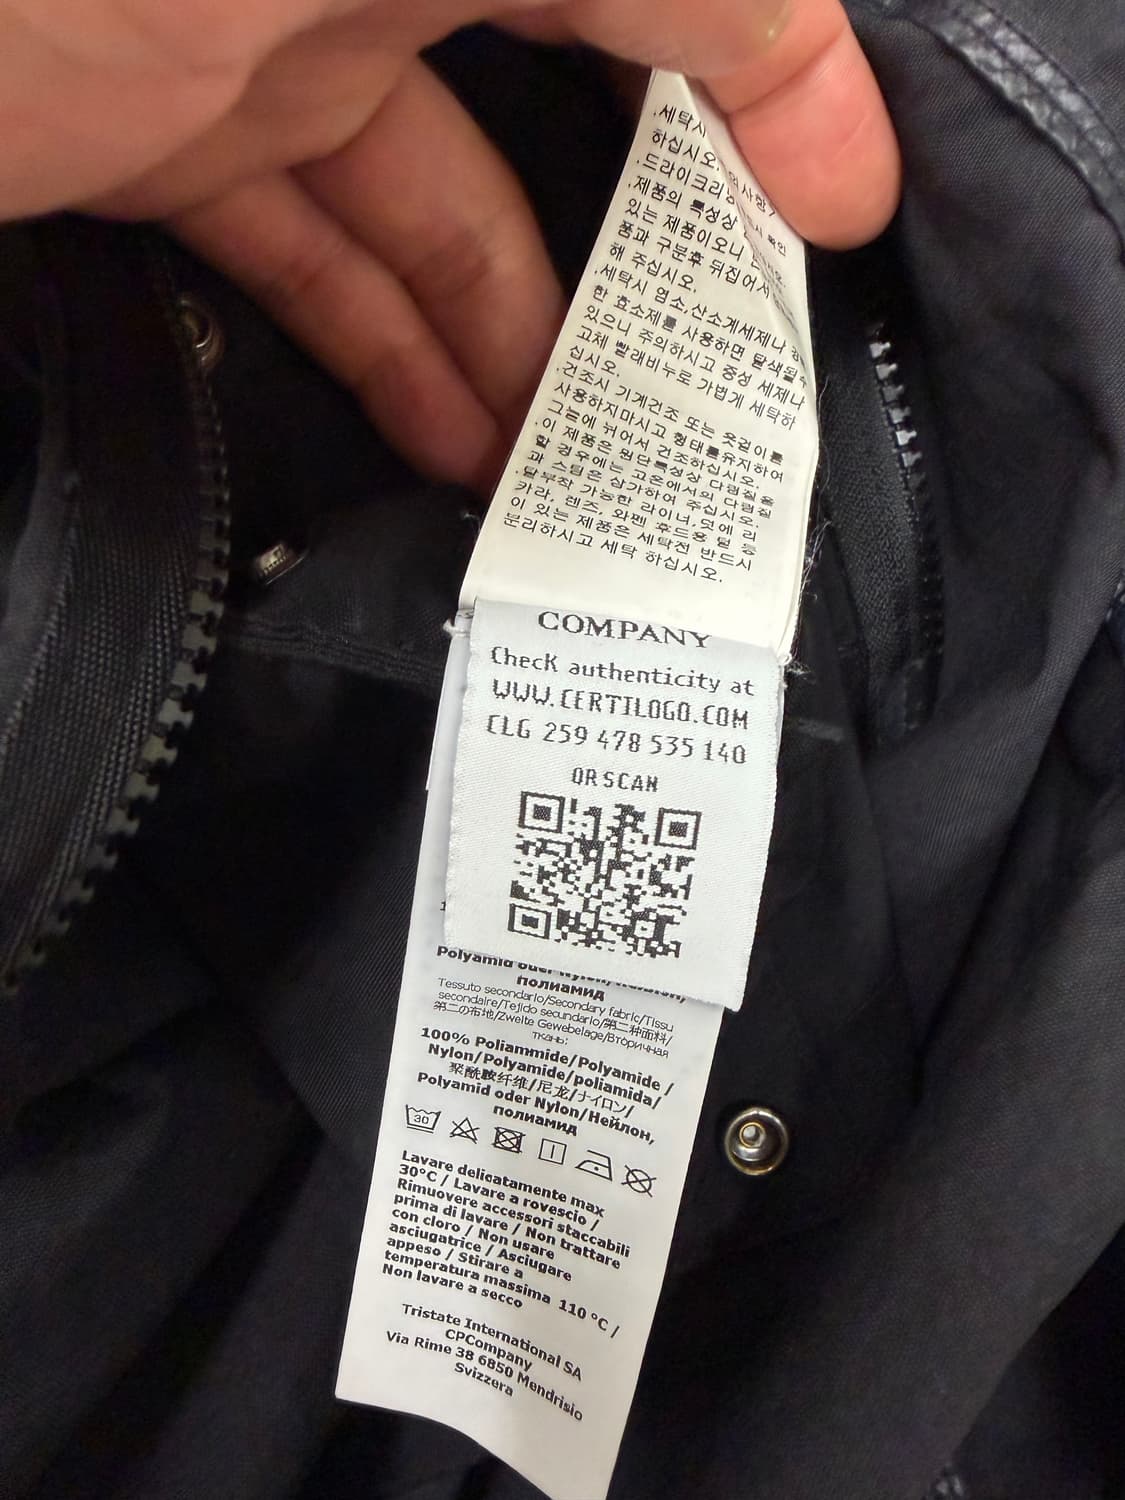 .세탁시
하십시오.
.드라이크리닝
.제품의 특성상
있는 제품이오니
품과 구분후 뒤집어서
해 주십시오.
.세탁시 염소,산소계세제나
한 효소제를 사용하면 탈색될
있으니 주의하시고 중성 세제나
고체 빨래비누로 가볍게 세탁하
십시오.
.건조시 기계건조 또는 옷걸이를
사용하지마시고 형태를유지하여
그늘에 뉘어서 건조하십시오.
.이 제품은 원단특성상 다림질을
할 경우에는 고온에서의 다림질
과 스팀은 삼가하여 주십시오.
.탈부착 가능한 라이너,덧에 리
카라, 렌즈, 와펜 후드용 털 등
이 있는 제품은 세탁전 반드시
분리하시고 세탁 하십시오.
COMPANY
Check authenticity at
WWW.CERTILOGO.COM
CLG 259 478 535 140
OR SCAN
Polyamid oder Nylon/Нейлон,
полиамид
Tessuto secondario/Secondary fabric/Tissu
secondaire/Tejido secundario/第二种面料/
第二の布地/Zweite Gewebelage/Вторичная
ткань:
100% Poliammide/Polyamide /
Nylon/Polyamide/poliamida/
聚酰胺纤维/尼龙/ナイロン/
Polyamid oder Nylon/Нейлон,
полиамид
30
Lavare delicatamente max
30°C / Lavare a rovescio /
Rimuovere accessori staccabili
prima di lavare / Non trattare
con cloro / Non usare
asciugatrice / Asciugare
appeso / Stirare a
temperatura massima 110 °C /
Non lavare a secco
Tristate International SA
CPCompany
Via Rime 38 6850 Mendrisio
Svizzera